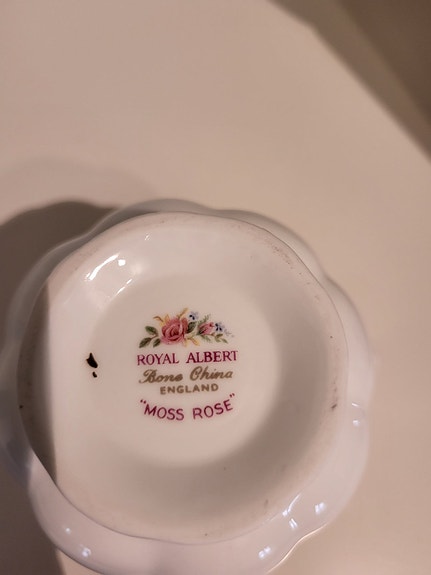 ROYAL ALBERT
Bone China
ENGLAND
"MOSS ROSE"